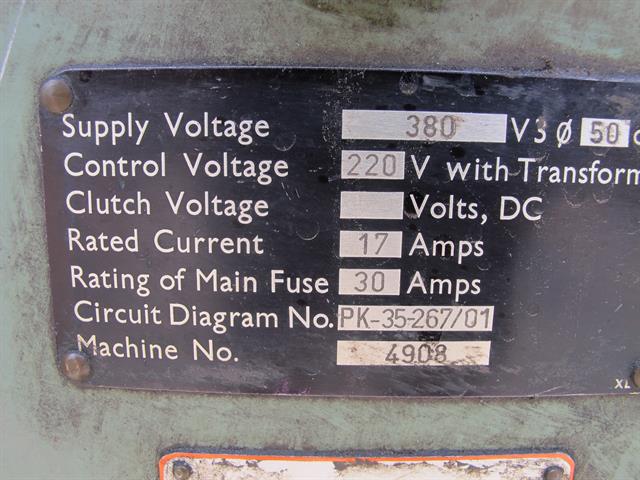 Supply Voltage 380 V 3 Ø 50 c
Control Voltage 220 V with Transform
Clutch Voltage Volts, DC
Rated Current 17 Amps
Rating of Main Fuse 30 Amps
Circuit Diagram No. PK-35-267/01
Machine No. 4908
XL